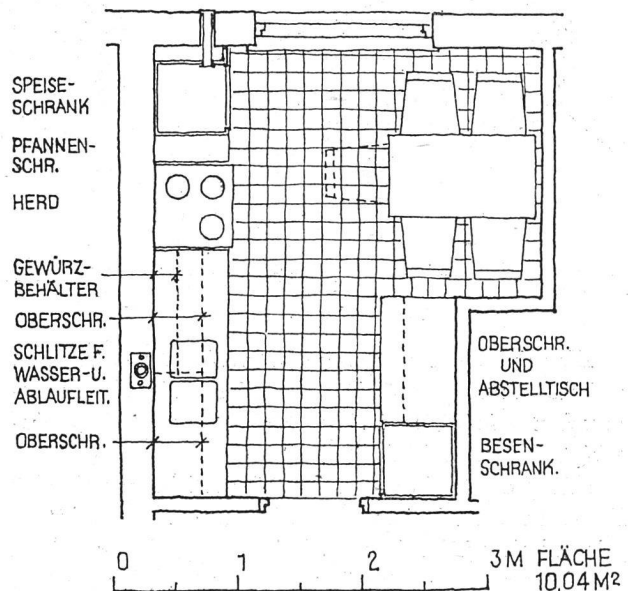 SPEISE-
SCHRANK
PFANNEN-
SCHR.
HERD
GEWÜRZ-
BEHÄLTER
OBERSCHR.
SCHLITZE F.
WASSER-U.
ABLAUFLEIT.
OBERSCHR.
OBERSCHR.
UND
ABSTELLTISCH
BESEN-
SCHRANK.
0 1 2 3 M FLÄCHE
10,04 M²